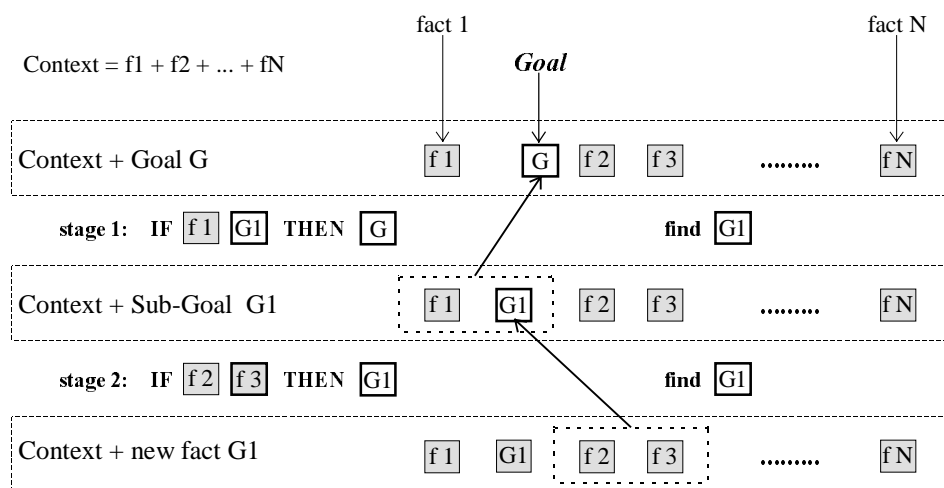 fact 1 fact N
Context = f1 + f2 + ... + fN Goal
Context + Goal G f 1 G f 2 f 3 ......... f N
stage 1: IF f 1 G1 THEN G find G1
Context + Sub-Goal G1 f 1 G1 f 2 f 3 ......... f N
stage 2: IF f 2 f 3 THEN G1 find G1
Context + new fact G1 f 1 G1 f 2 f 3 ......... f N